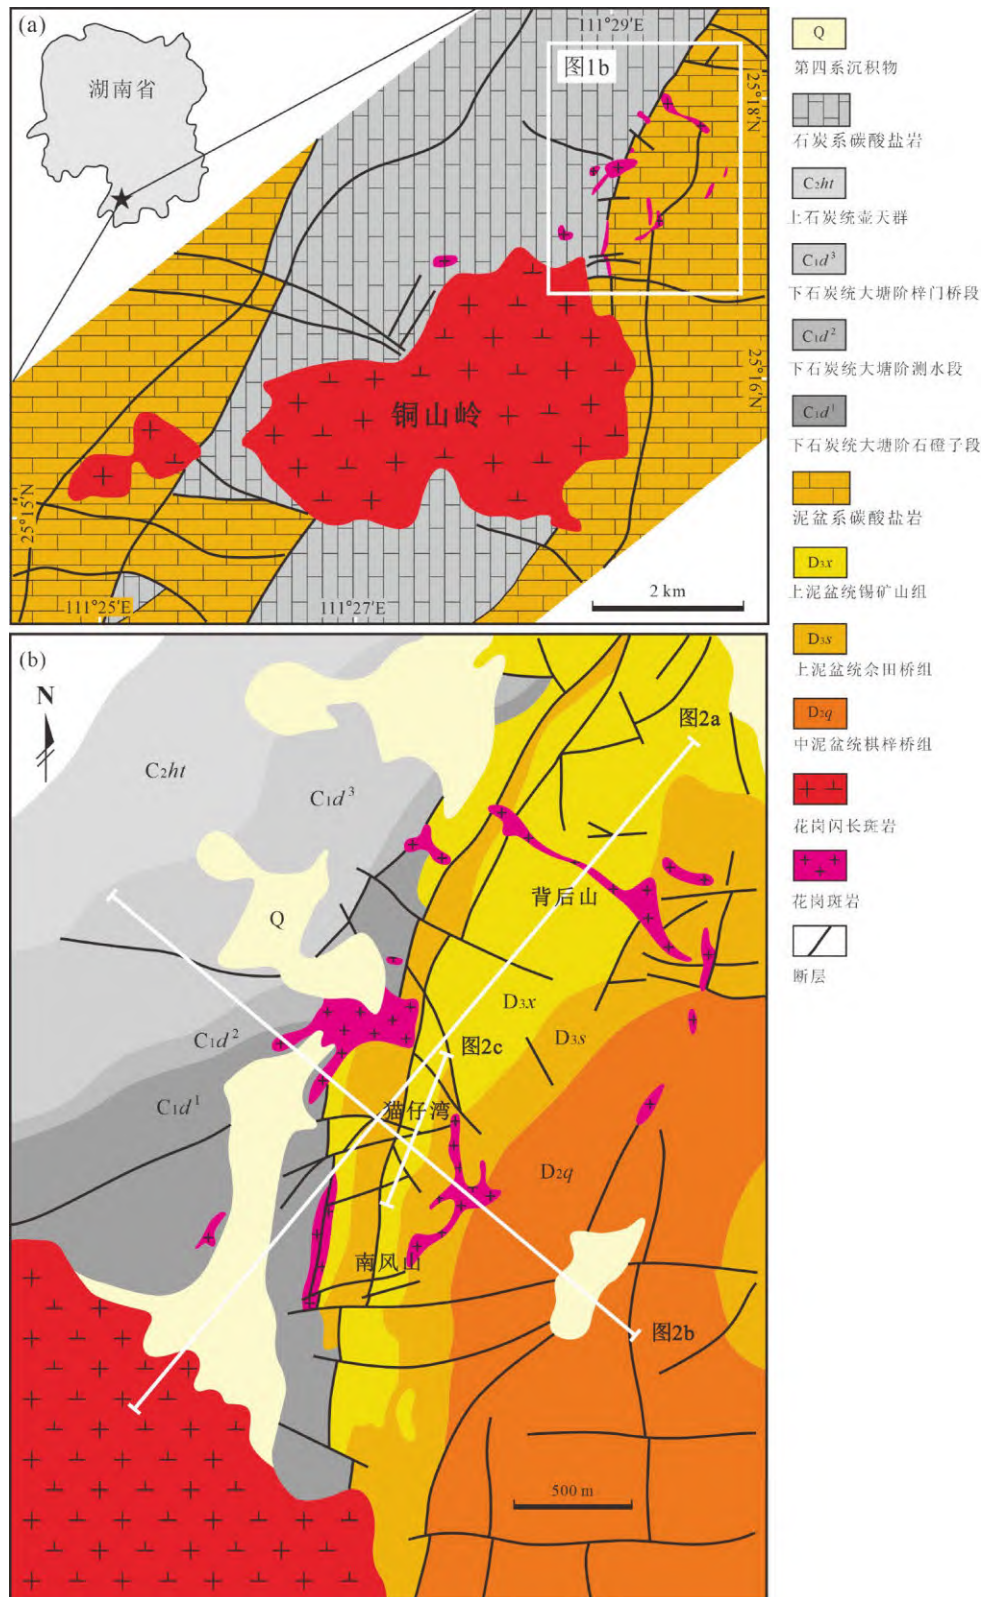 (a)
湖南省
111°29′E
图1b
25°18′N
铜山岭
25°16′N
25°15′N
111°25′E
111°27′E
2 km
(b)
N
图2a
C2ht
C1d3
背后山
Q
D3x
C1d2
图2c
D3s
C1d1
猫仔湾
D2q
南风山
图2b
500 m
Q
第四系沉积物
石炭系碳酸盐岩
C2ht
上石炭统壶天群
C1d3
下石炭统大塘阶梓门桥段
C1d2
下石炭统大塘阶测水段
C1d1
下石炭统大塘阶石磴子段
泥盆系碳酸盐岩
D3x
上泥盆统锡矿山组
D3s
上泥盆统佘田桥组
D2q
中泥盆统棋梓桥组
花岗闪长斑岩
花岗斑岩
断层